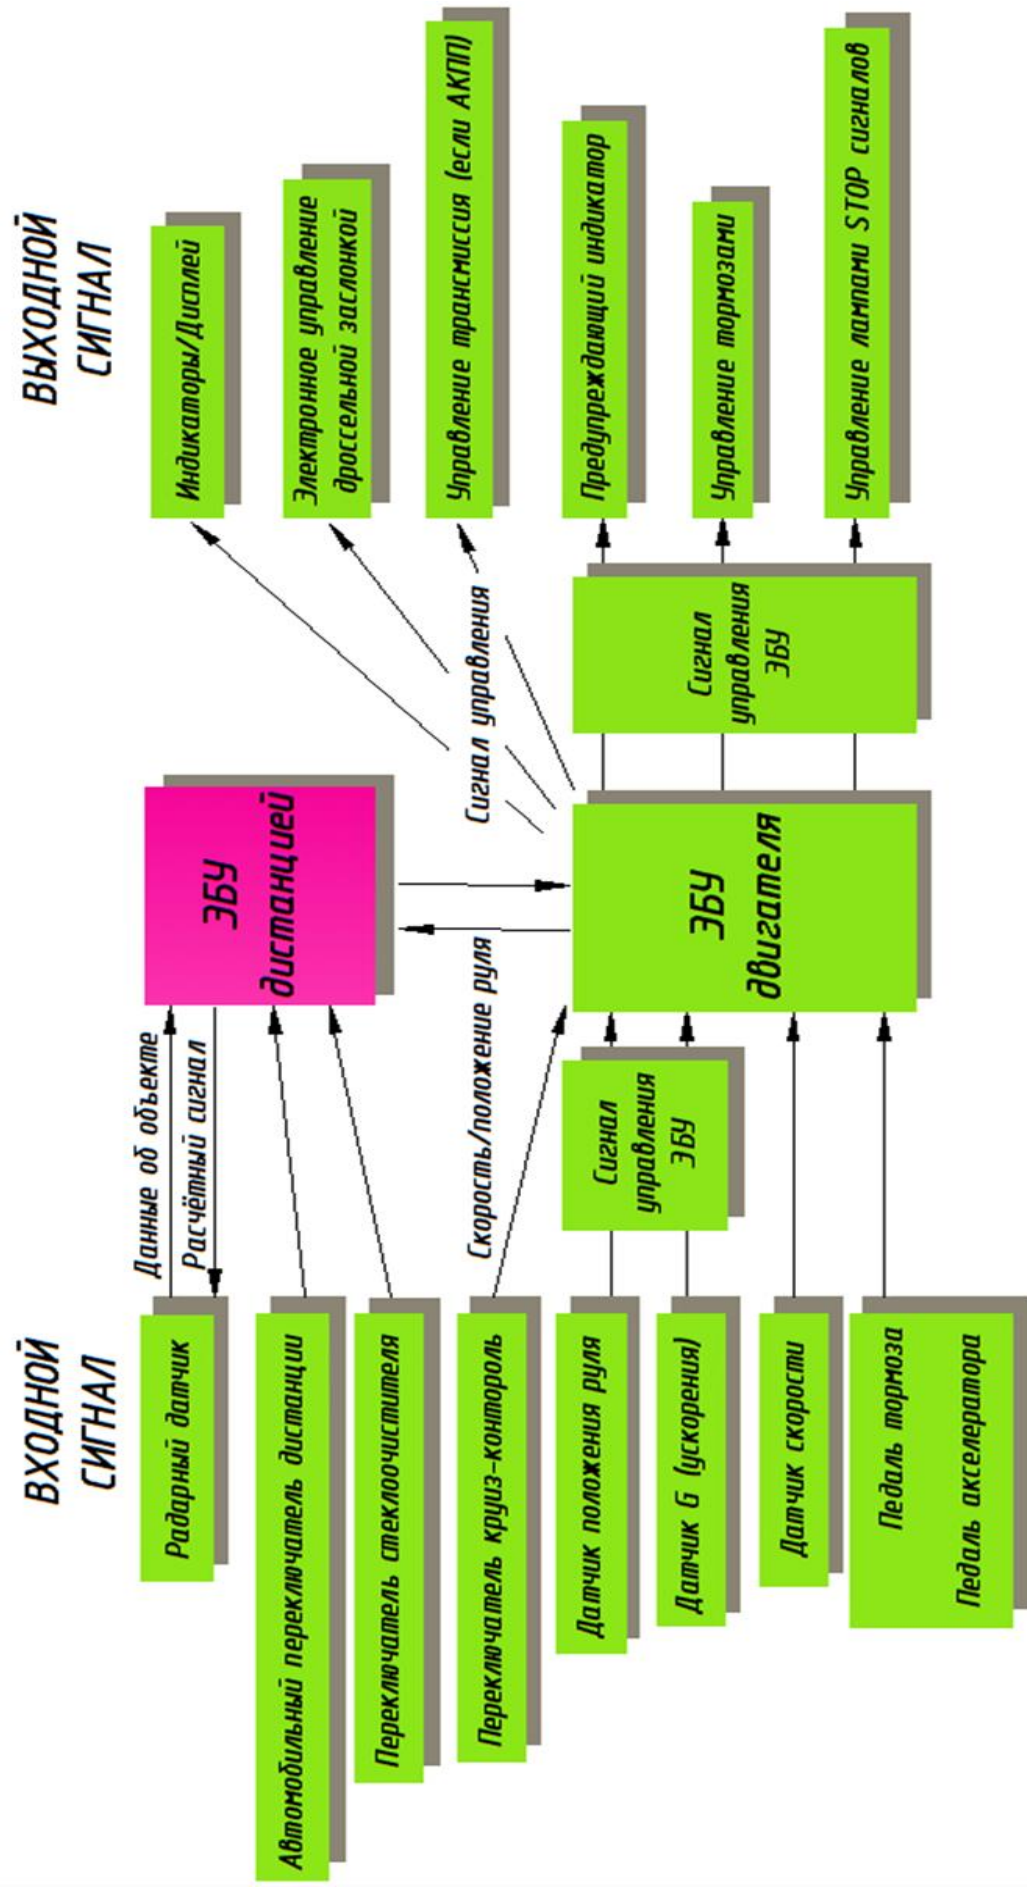 ВХОДНОЙ
СИГНАЛ
ВЫХОДНОЙ
СИГНАЛ
Радарный датчик
Данные об объекте
Расчётный сигнал
ЭБУ
дистанцией
Индикаторы/Дисплей
Автомобильный переключатель дистанции
Электронное управление
дроссельной заслонкой
Переключатель стеклоочистителя
Управление трансмиссия (если АКПП)
Переключатель круиз-контороль
Скорость/положение руля
Сигнал управления
Датчик положения руля
Датчик G (ускорения)
Сигнал
управления
ЭБУ
ЭБУ
двигателя
Сигнал
управления
ЭБУ
Предупреждающий индикатор
Управление тормозами
Датчик скорости
Управление лампами STOP сигналов
Педаль тормоза
Педаль акселератора